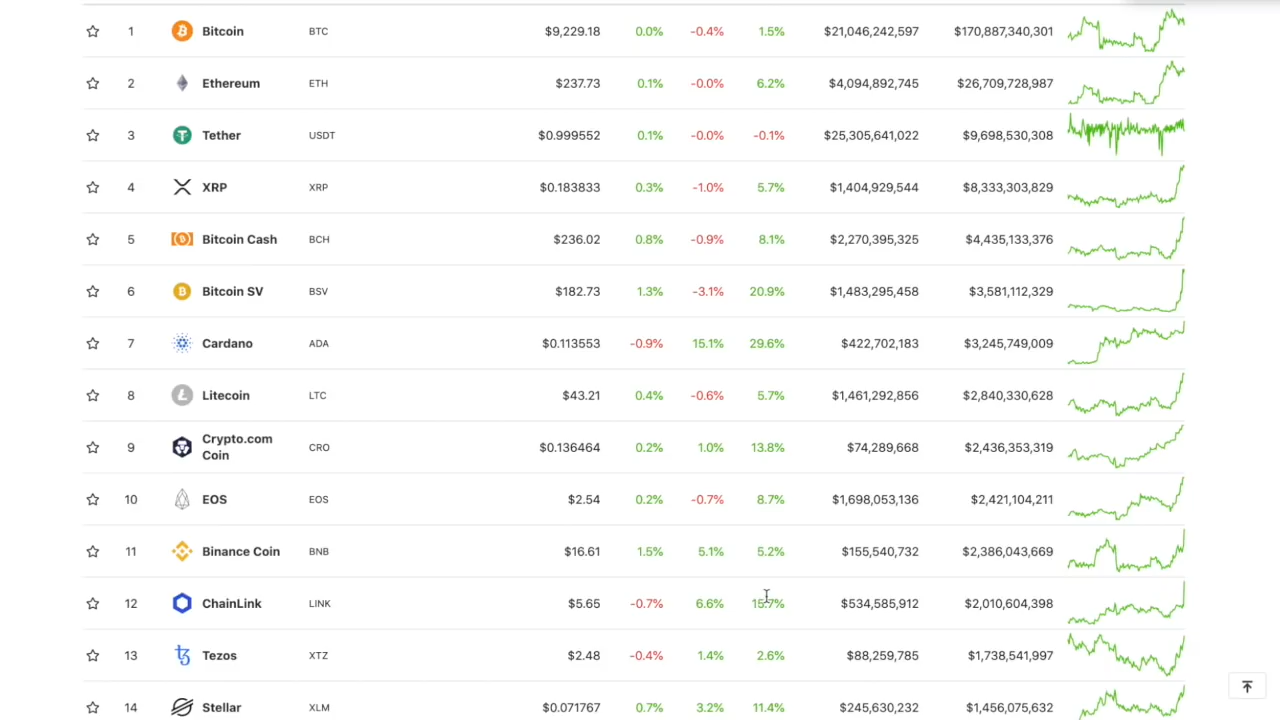 1 Bitcoin BTC $9,229.18 0.0% -0.4% 1.5% $21,046,242,597 $170,887,340,301
2 Ethereum ETH $237.73 0.1% -0.0% 6.2% $4,094,892,745 $26,709,728,987
3 Tether USDT $0.999552 0.1% -0.0% -0.1% $25,305,641,022 $9,698,530,308
4 XRP XRP $0.183833 0.3% -1.0% 5.7% $1,404,929,544 $8,333,303,829
5 Bitcoin Cash BCH $236.02 0.8% -0.9% 8.1% $2,270,395,325 $4,435,133,376
6 Bitcoin SV BSV $182.73 1.3% -3.1% 20.9% $1,483,295,458 $3,581,112,329
7 Cardano ADA $0.113553 -0.9% 15.1% 29.6% $422,702,183 $3,245,749,009
8 Litecoin LTC $43.21 0.4% -0.6% 5.7% $1,461,292,856 $2,840,330,628
9 Crypto.com Coin CRO $0.136464 0.2% 1.0% 13.8% $74,289,668 $2,436,353,319
10 EOS EOS $2.54 0.2% -0.7% 8.7% $1,698,053,136 $2,421,104,211
11 Binance Coin BNB $16.61 1.5% 5.1% 5.2% $155,540,732 $2,386,043,669
12 ChainLink LINK $5.65 -0.7% 6.6% 15.7% $534,585,912 $2,010,604,398
13 Tezos XTZ $2.48 -0.4% 1.4% 2.6% $88,259,785 $1,738,541,997
14 Stellar XLM $0.071767 0.7% 3.2% 11.4% $245,630,232 $1,456,075,632